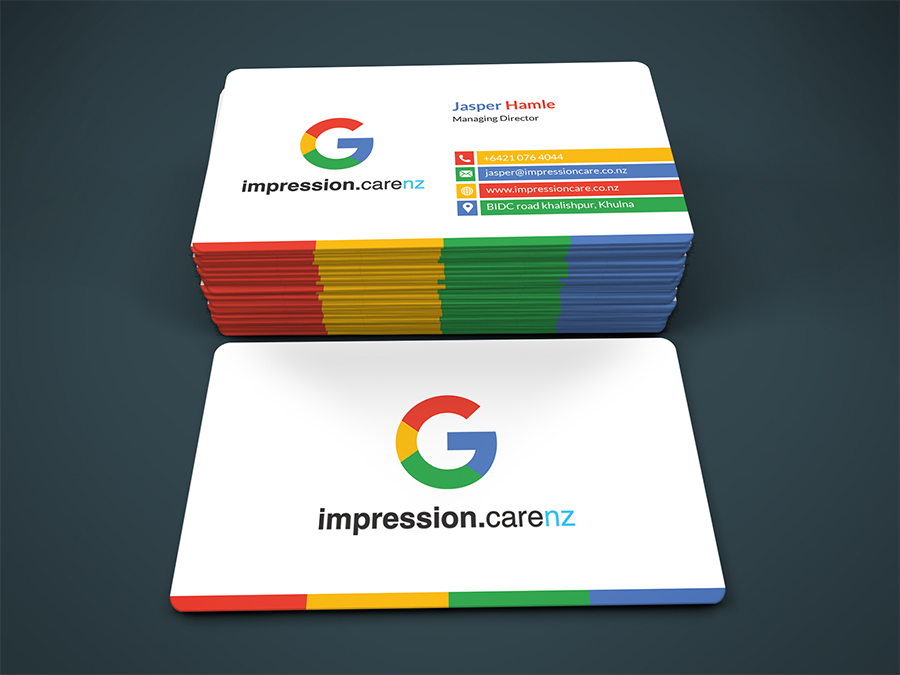 Jasper Hamle
Managing Director
impression.carenz
+6421 076 4044
jasper@impressioncare.co.nz
www.impressioncare.co.nz
BIDC road khalishpur, Khulna
impression.carenz